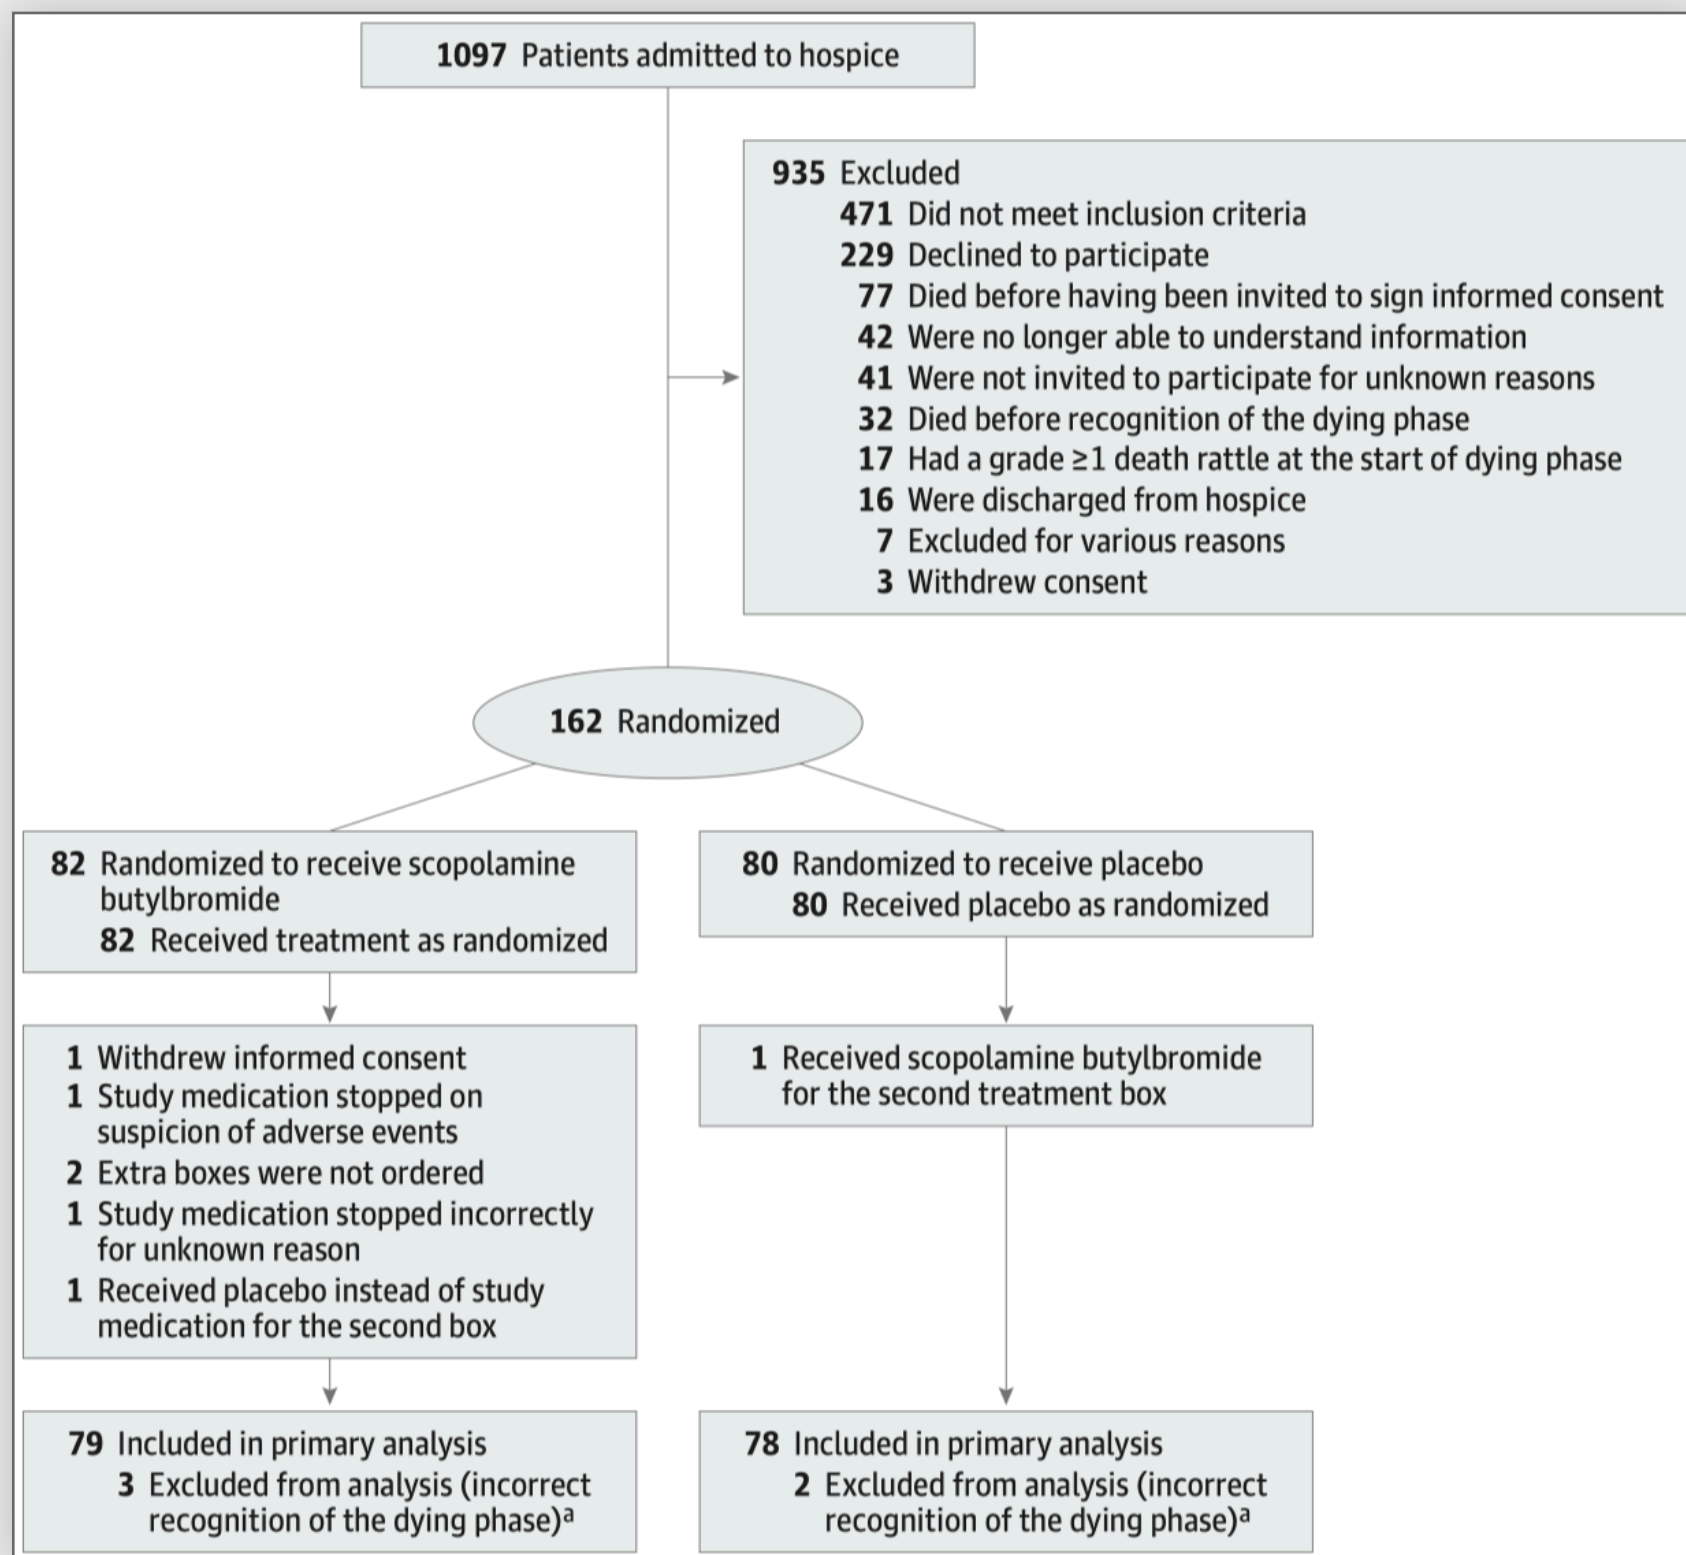 1097 Patients admitted to hospice
935 Excluded
471 Did not meet inclusion criteria
229 Declined to participate
77 Died before having been invited to sign informed consent
42 Were no longer able to understand information
41 Were not invited to participate for unknown reasons
32 Died before recognition of the dying phase
17 Had a grade ≥1 death rattle at the start of dying phase
16 Were discharged from hospice
7 Excluded for various reasons
3 Withdrew consent
162 Randomized
82 Randomized to receive scopolamine
butylbromide
82 Received treatment as randomized
80 Randomized to receive placebo
80 Received placebo as randomized
1 Withdrew informed consent
1 Study medication stopped on
suspicion of adverse events
2 Extra boxes were not ordered
1 Study medication stopped incorrectly
for unknown reason
1 Received placebo instead of study
medication for the second box
1 Received scopolamine butylbromide
for the second treatment box
79 Included in primary analysis
3 Excluded from analysis (incorrect
recognition of the dying phase)a
78 Included in primary analysis
2 Excluded from analysis (incorrect
recognition of the dying phase)a